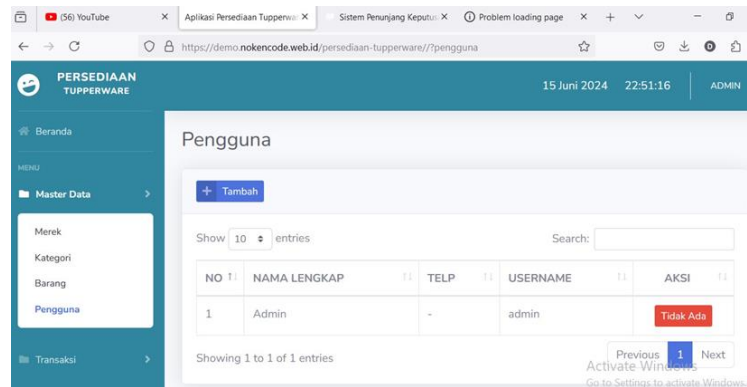 (56) YouTube
Aplikasi Persediaan Tupperwa
Sistem Penunjang Keputus
Problem loading page
https://demo.nokencode.web.id/persediaan-tupperware//?pengguna
D
PERSEDIAAN
TUPPERWARE
15 Juni 2024 22:51:16 ADMIN
Beranda
Pengguna
MENU
Master Data
+ Tambah
Merek
Kategori
Barang
Pengguna
Transaksi
Show 10 entries
Search:
NO NAMA LENGKAP TELP USERNAME AKSI
1 Admin - admin Tidak Ada
Showing 1 to 1 of 1 entries
Previous 1 Next
Activate Windows
Go to Settings to activate Windows.